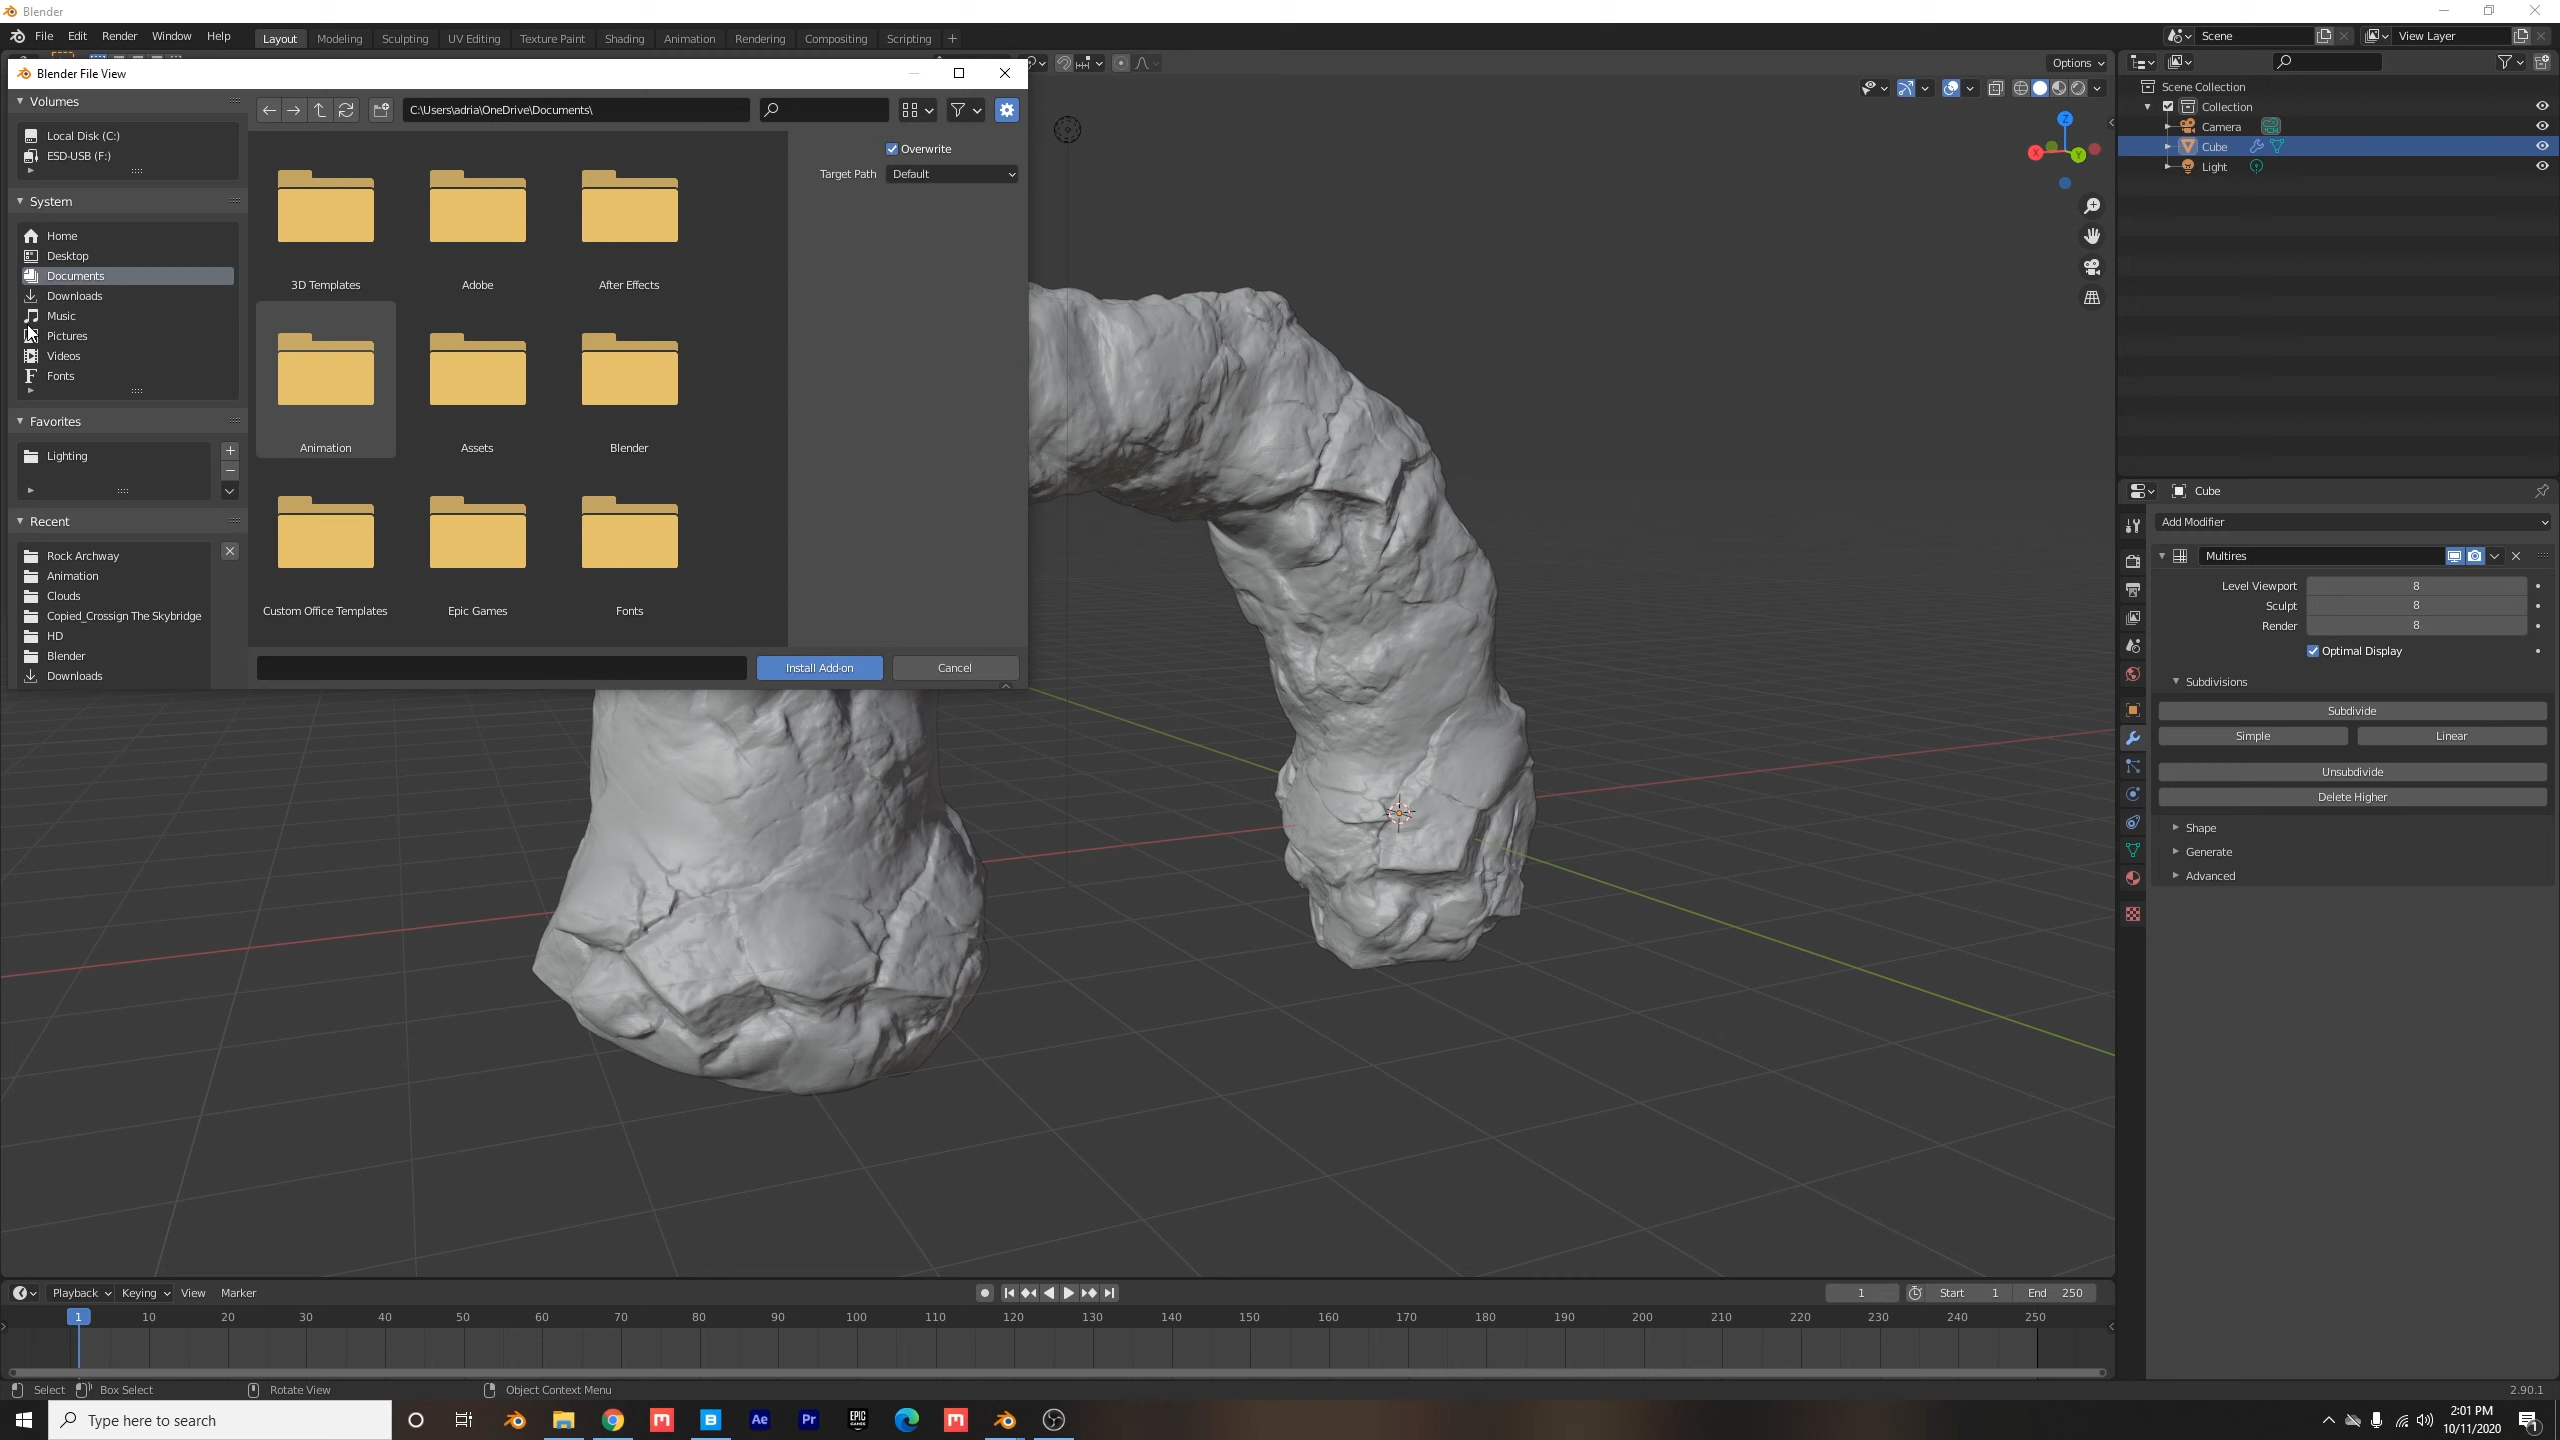 Blender
File Edit Render Window Help Layout Modeling Sculpting UV Editing Texture Paint Shading Animation Rendering Compositing Scripting + Scene View Layer
Options
Blender File View
Volumes
C:\Users\adria\OneDrive\Documents\
Local Disk (C:)
ESD-USB (F:)
Overwrite
Target Path Default
System
Home
Desktop
Documents
Downloads
Music
Pictures
Videos
Fonts
3D Templates Adobe After Effects
Animation Assets Blender
Custom Office Templates Epic Games Fonts
Favorites
Lighting
Recent
Rock Archway
Animation
Clouds
Copied_Crossign The Skybridge
HD
Blender
Downloads
Install Add-on Cancel
Z
X Y
Scene Collection
Collection
Camera
Cube
Light
Cube
Add Modifier
Multires
Level Viewport 8
Sculpt 8
Render 8
Optimal Display
Subdivisions
Subdivide
Simple Linear
Unsubdivide
Delete Higher
Shape
Generate
Advanced
Playback Keying View Marker 1 Start 1 End 250
1 10 20 30 40 50 60 70 80 90 100 110 120 130 140 150 160 170 180 190 200 210 220 230 240 250
Select Box Select Rotate View Object Context Menu 2.90.1
Type here to search
Ae Pr EPIC GAMES
2:01 PM
10/11/2020
1